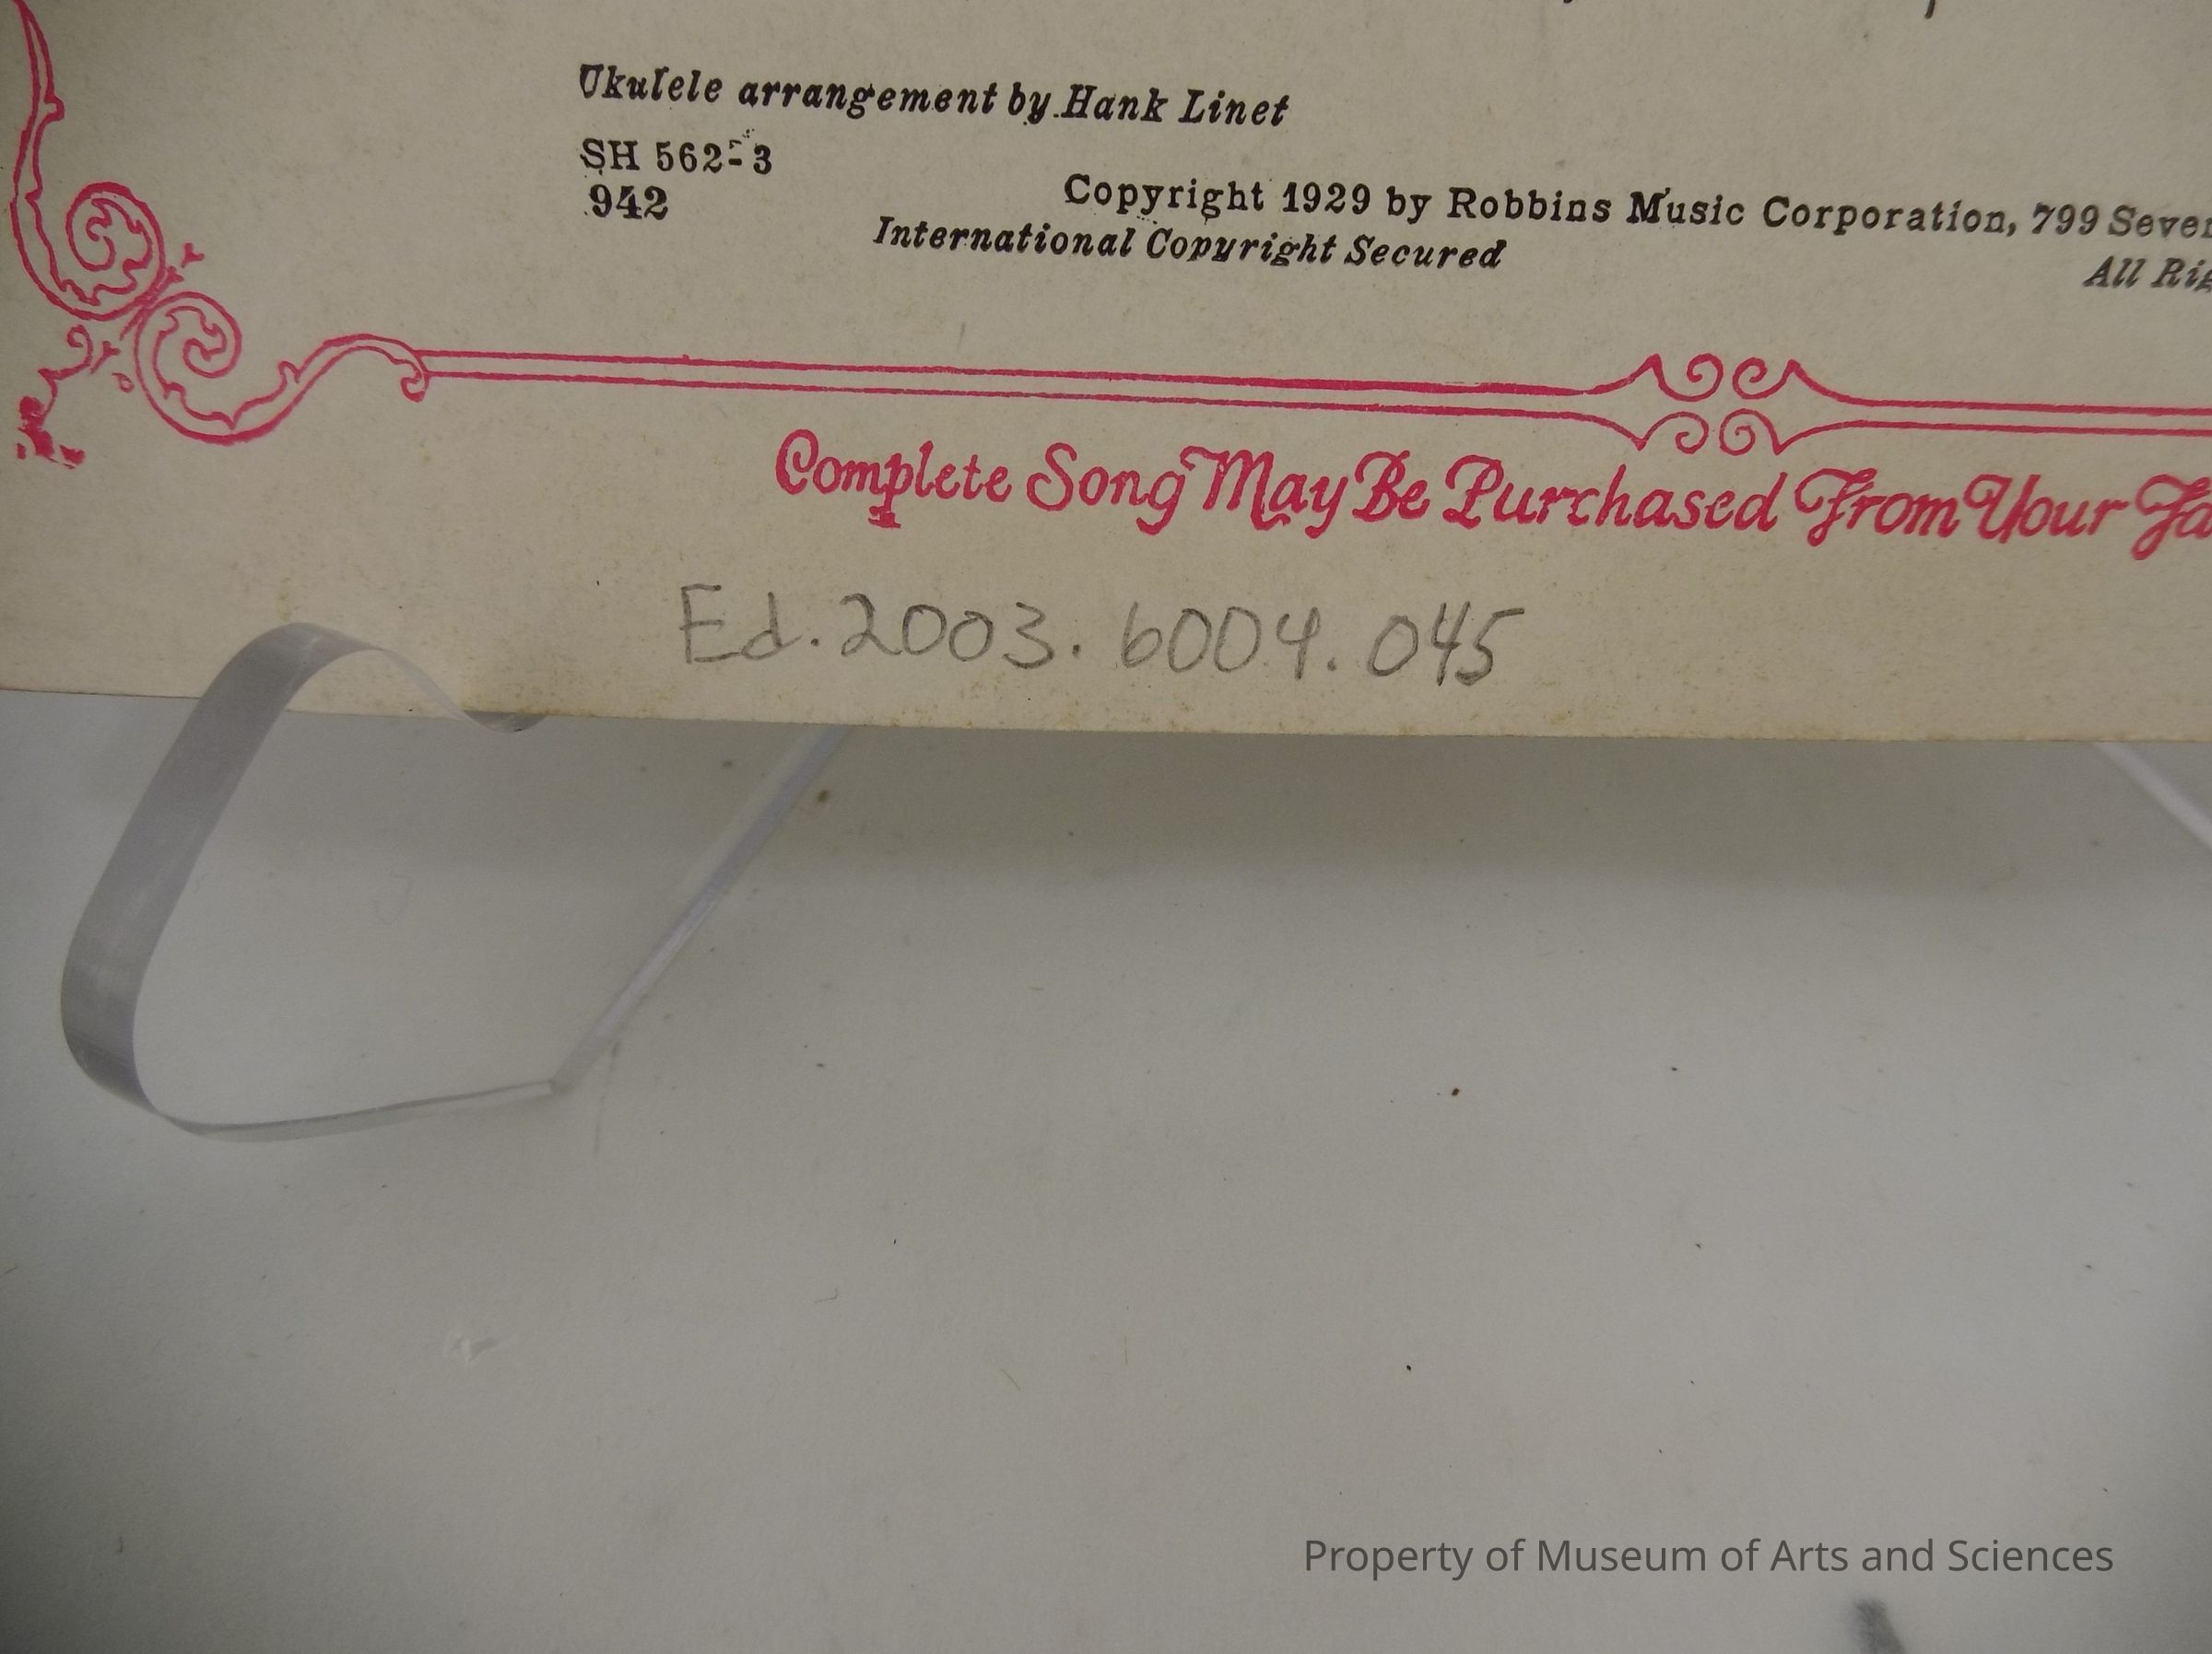 Ukulele arrangement by Hank Linet
SH 562-3
942
Copyright 1929 by Robbins Music Corporation, 799
International Copyright Secured
All
Complete Song May Be Purchased From Your
Ed. 2003. 6004. 045
Property of Museum of Arts and Sciences